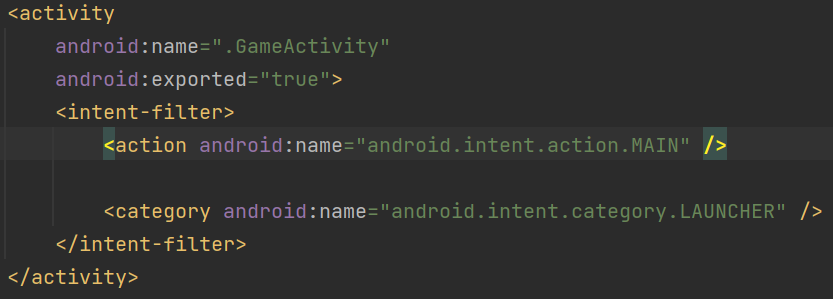 <activity
    android:name=".GameActivity"
    android:exported="true">
    <intent-filter>
        <action android:name="android.intent.action.MAIN" />

        <category android:name="android.intent.category.LAUNCHER" />
    </intent-filter>
</activity>